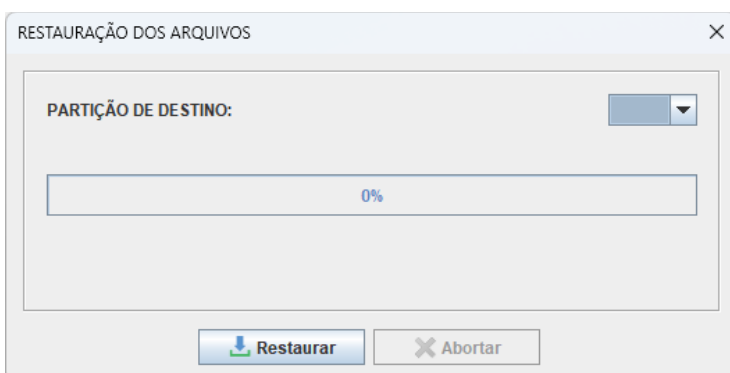 RESTAURAÇÃO DOS ARQUIVOS
PARTIÇÃO DE DESTINO:
0%
Restaurar
Abortar